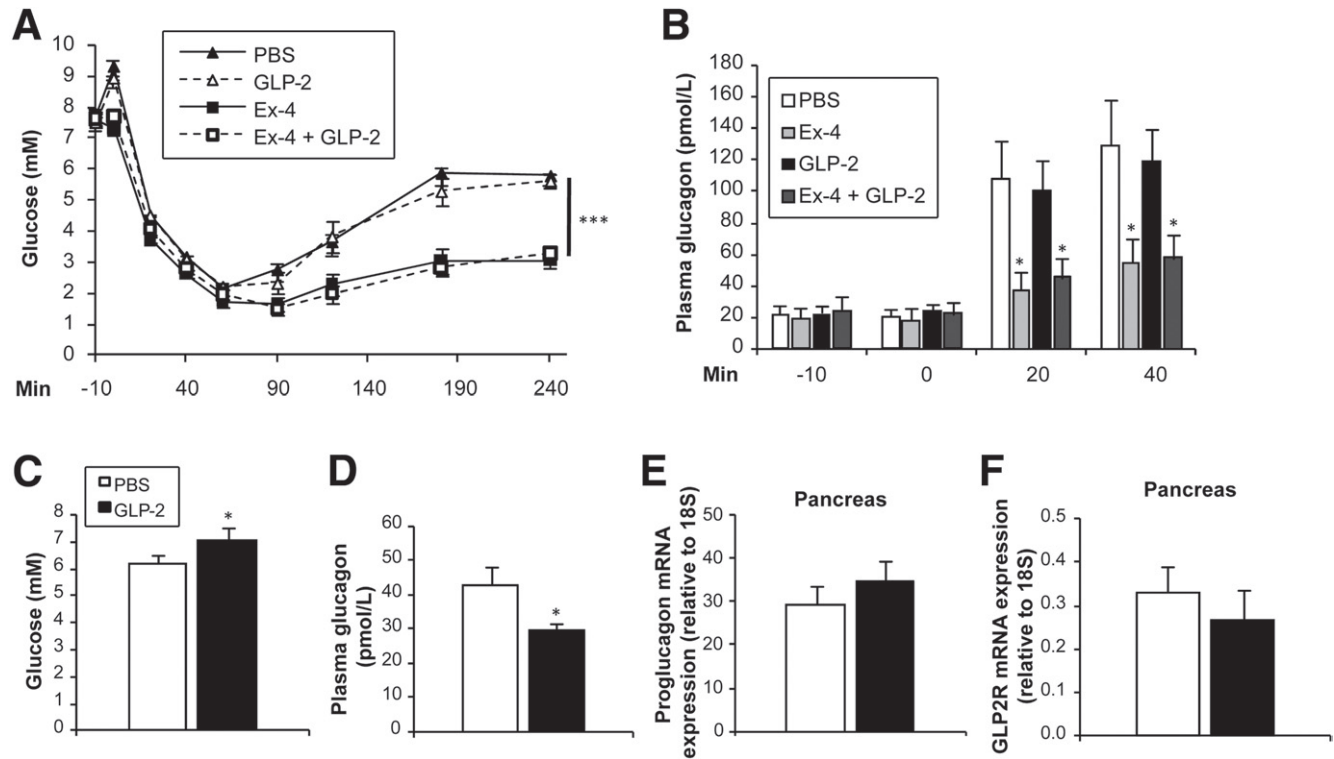 A
10
9
8
7
6
5
4
3
2
1
0
Glucose (mM)
PBS
GLP-2
Ex-4
Ex-4 + GLP-2
***
Min
-10 40 90 140 190 240
B
180
160
140
120
100
80
60
40
20
0
Plasma glucagon (pmol/L)
PBS
Ex-4
GLP-2
Ex-4 + GLP-2
* * * *
Min
-10 0 20 40
C
PBS
GLP-2
8
7
6
5
4
3
2
1
0
Glucose (mM)
*
D
60
50
40
30
20
10
0
Plasma glucagon
(pmol/L)
*
E
Pancreas
50
40
30
20
10
0
Proglucagon mRNA
expression (relative to 18S)
F
Pancreas
0.5
0.4
0.3
0.2
0.1
0.0
GLP2R mRNA expression
(relative to 18S)